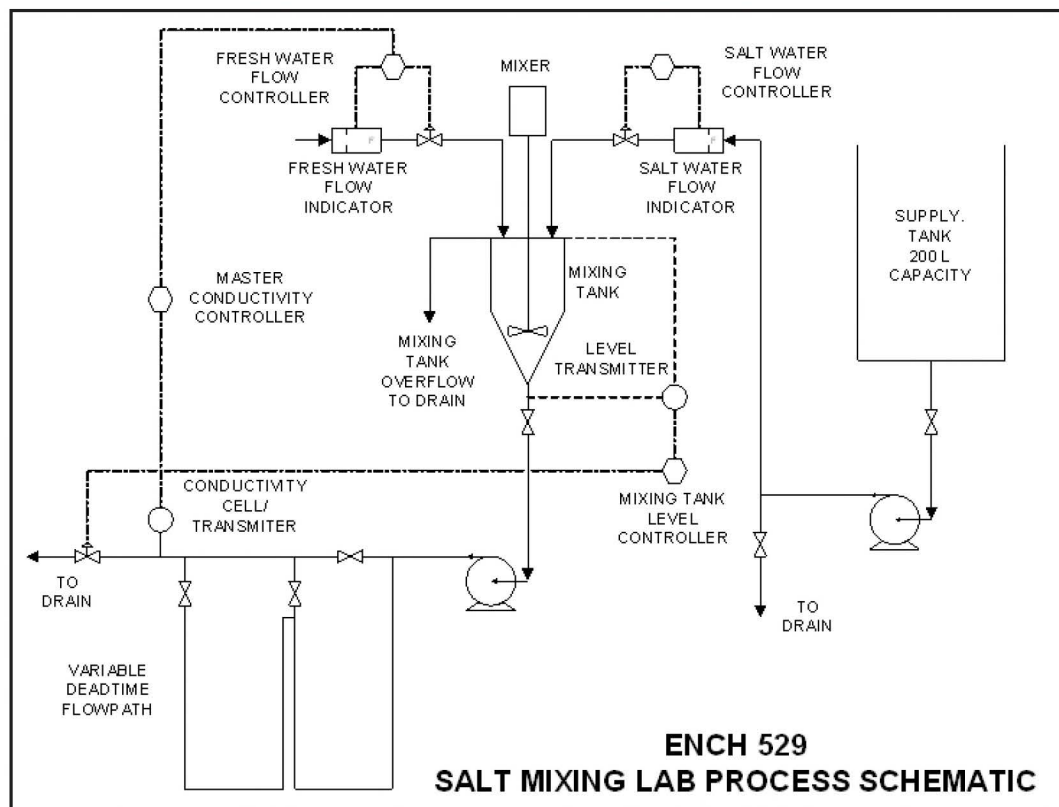 FRESH WATER
FLOW
CONTROLLER
MIXER
SALT WATER
FLOW
CONTROLLER
FRESH WATER
FLOW
INDICATOR
SALT WATER
FLOW
INDICATOR
SUPPLY.
TANK
200 L
CAPACITY
MASTER
CONDUCTIVITY
CONTROLLER
MIXING
TANK
MIXING
TANK
OVERFLOW
TO DRAIN
LEVEL
TRANSMITTER
CONDUCTIVITY
CELL/
TRANSMITER
MIXING TANK
LEVEL
CONTROLLER
TO
DRAIN
TO
DRAIN
VARIABLE
DEADTIME
FLOWPATH
ENCH 529
SALT MIXING LAB PROCESS SCHEMATIC